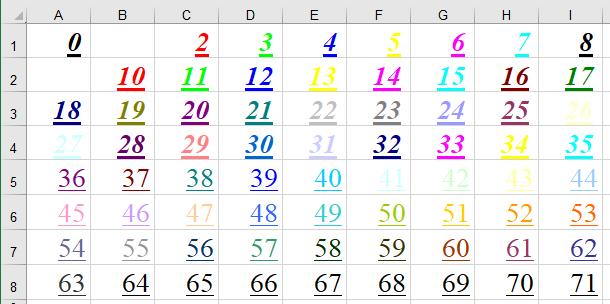 A B C D E F G H I
1 0 2 3 4 5 6 7 8
2 10 11 12 13 14 15 16 17
3 18 19 20 21 22 23 24 25 26
4 27 28 29 30 31 32 33 34 35
5 36 37 38 39 40 41 42 43 44
6 45 46 47 48 49 50 51 52 53
7 54 55 56 57 58 59 60 61 62
8 63 64 65 66 67 68 69 70 71